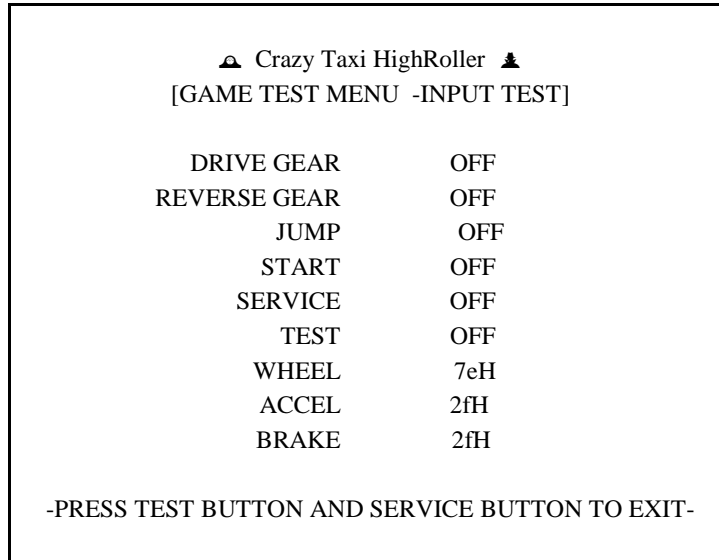 Crazy Taxi HighRoller
[GAME TEST MENU -INPUT TEST]
DRIVE GEAR OFF
REVERSE GEAR OFF
JUMP OFF
START OFF
SERVICE OFF
TEST OFF
WHEEL 7eH
ACCEL 2fH
BRAKE 2fH
-PRESS TEST BUTTON AND SERVICE BUTTON TO EXIT-